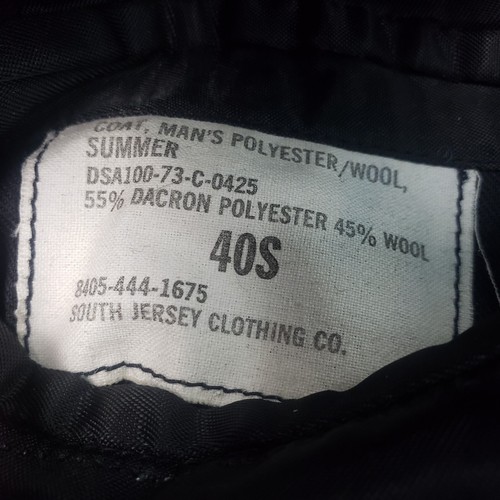 COAT, MAN'S POLYESTER/WOOL,
SUMMER
DSA100-73-C-0425
55% DACRON POLYESTER 45% WOOL
40S
8405-444-1675
SOUTH JERSEY CLOTHING CO.